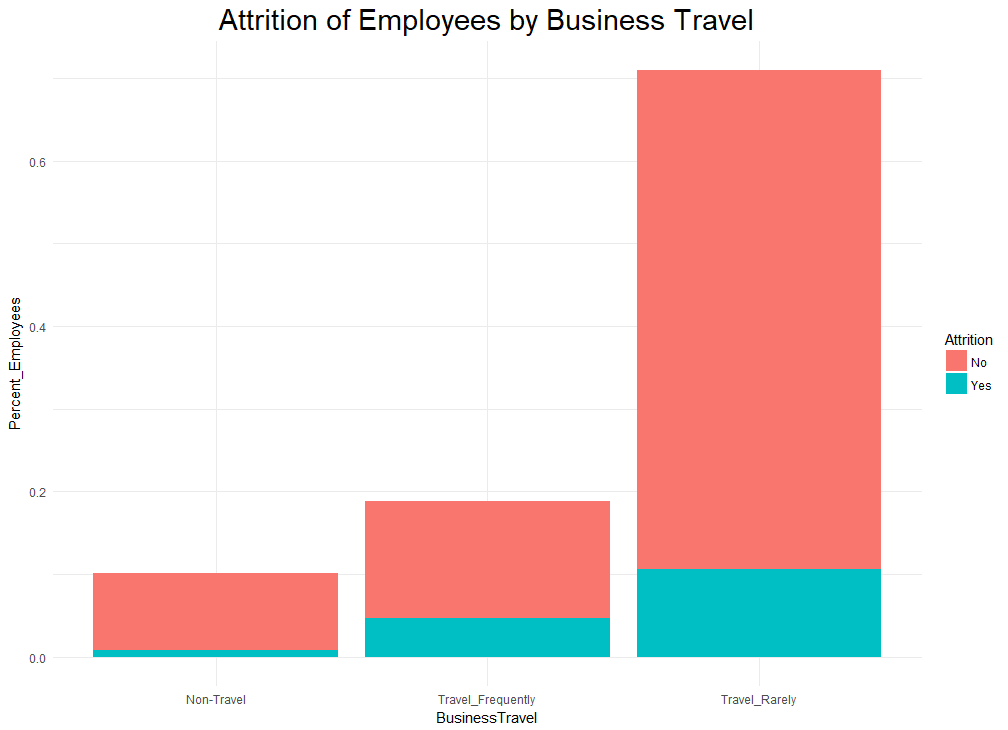 Attrition of Employees by Business Travel
Percent_Employees
0.6
0.4
0.2
0.0
Non-Travel
Travel_Frequently
Travel_Rarely
BusinessTravel
Attrition
No
Yes